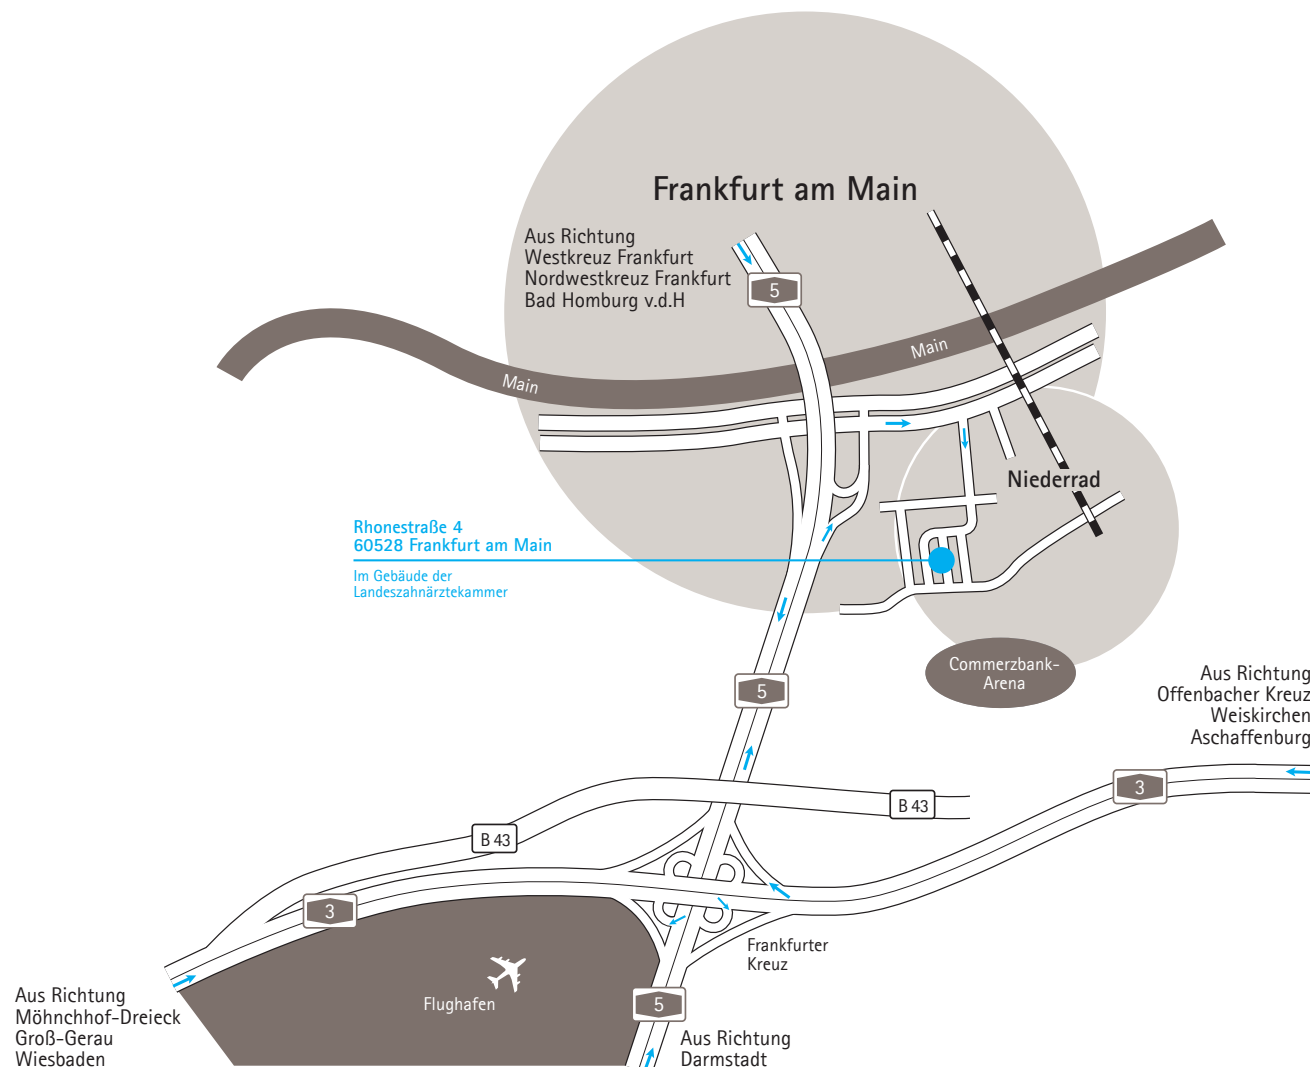 Frankfurt am Main
Aus Richtung
Westkreuz Frankfurt
Nordwestkreuz Frankfurt
Bad Homburg v.d.H
5
Main
Main
Niederrad
Rhonestraße 4
60528 Frankfurt am Main
Im Gebäude der
Landeszahnärztekammer
Commerzbank-
Arena
5
Aus Richtung
Offenbacher Kreuz
Weiskirchen
Aschaffenburg
3
B 43
B 43
3
Frankfurter
Kreuz
Flughafen
5
Aus Richtung
Möhnchhof-Dreieck
Groß-Gerau
Wiesbaden
Aus Richtung
Darmstadt